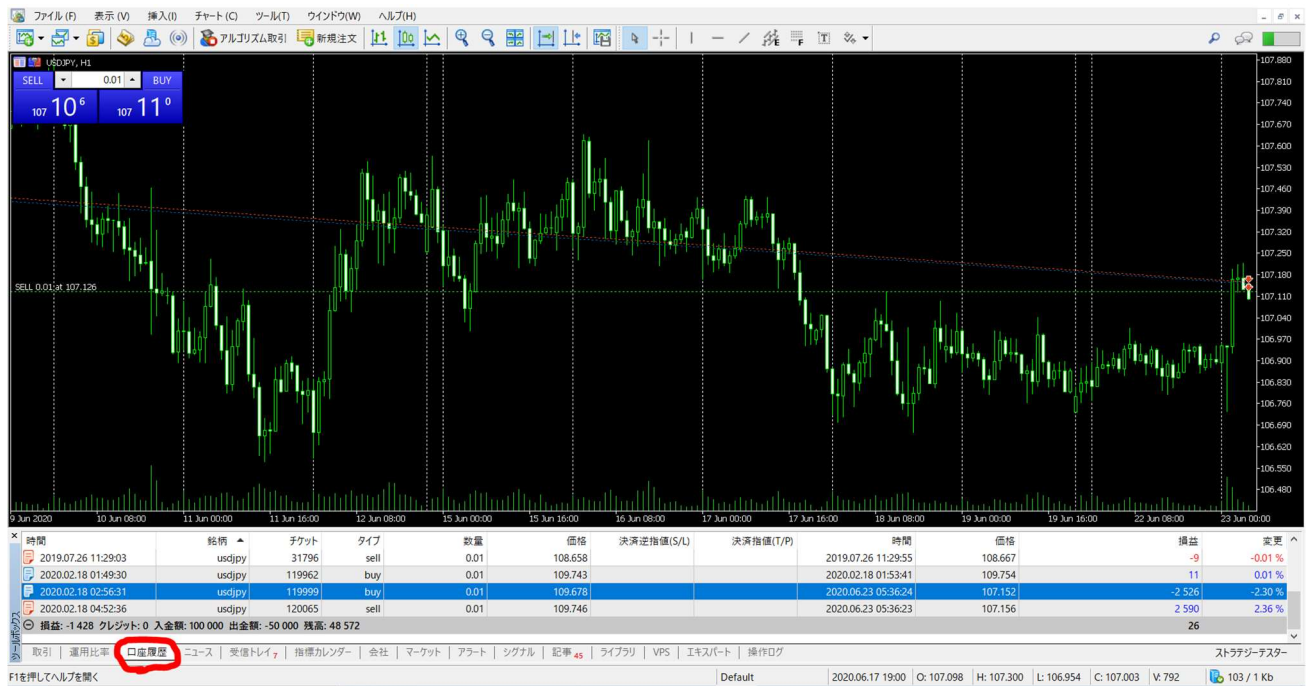 ファイル (F) 表示 (V) 挿入(I) チャート (C) ツール(T) ウインドウ(W) ヘルプ(H)
アルゴリズム取引 新規注文
USDJPY, H1
SELL 0.01 BUY
107 10 6 107 11 0
SELL 0.01 at 107.126
107.880
107.810
107.740
107.670
107.600
107.530
107.460
107.390
107.320
107.250
107.180
107.110
107.040
106.970
106.900
106.830
106.760
106.690
106.620
106.550
106.480
9 Jun 2020 10 Jun 08:00 11 Jun 00:00 11 Jun 16:00 12 Jun 08:00 15 Jun 00:00 15 Jun 16:00 16 Jun 08:00 17 Jun 00:00 17 Jun 16:00 18 Jun 08:00 19 Jun 00:00 19 Jun 16:00 22 Jun 08:00 23 Jun 00:00
時間 銘柄 チケット タイプ 数量 価格 決済逆指値(S/L) 決済指値(T/P) 時間 価格 損益 変更
2019.07.26 11:29:03 usdjpy 31796 sell 0.01 108.658 2019.07.26 11:29:55 108.667 -9 -0.01 %
2020.02.18 01:49:30 usdjpy 119962 buy 0.01 109.743 2020.02.18 01:53:41 109.754 11 0.01 %
2020.02.18 02:56:31 usdjpy 119999 buy 0.01 109.678 2020.06.23 05:36:24 107.152 -2 526 -2.30 %
2020.02.18 04:52:36 usdjpy 120065 sell 0.01 109.746 2020.06.23 05:36:23 107.156 2 590 2.36 %
損益: -1 428 クレジット: 0 入金額: 100 000 出金額: -50 000 残高: 48 572 26
ツールボックス
取引 運用比率 口座履歴 ニュース 受信トレイ 7 指標カレンダー 会社 マーケット アラート シグナル 記事 45 ライブラリ VPS エキスパート 操作ログ ストラテジーテスター
F1を押してヘルプを開く Default 2020.06.17 19:00 O: 107.098 H: 107.300 L: 106.954 C: 107.003 V: 792 103 / 1 Kb